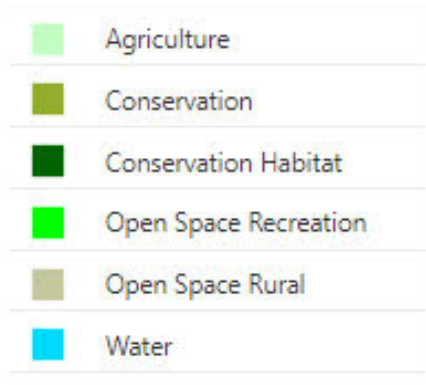 Agriculture
Conservation
Conservation Habitat
Open Space Recreation
Open Space Rural
Water